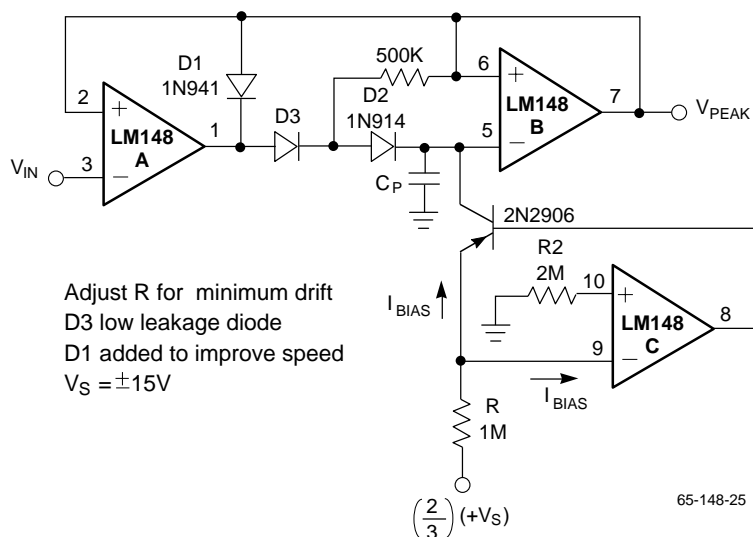 D1
1N941
500K
D2
1N914
D3
2
+
LM148
A
1
V_IN
3
−
6
+
LM148
B
7
V_PEAK
5
−
C_P
2N2906
R2
2M
10
+
LM148
C
8
I_BIAS
9
−
I_BIAS
Adjust R for minimum drift
D3 low leakage diode
D1 added to improve speed
V_S = ±15V
R
1M
(2/3) (+V_S)
65-148-25